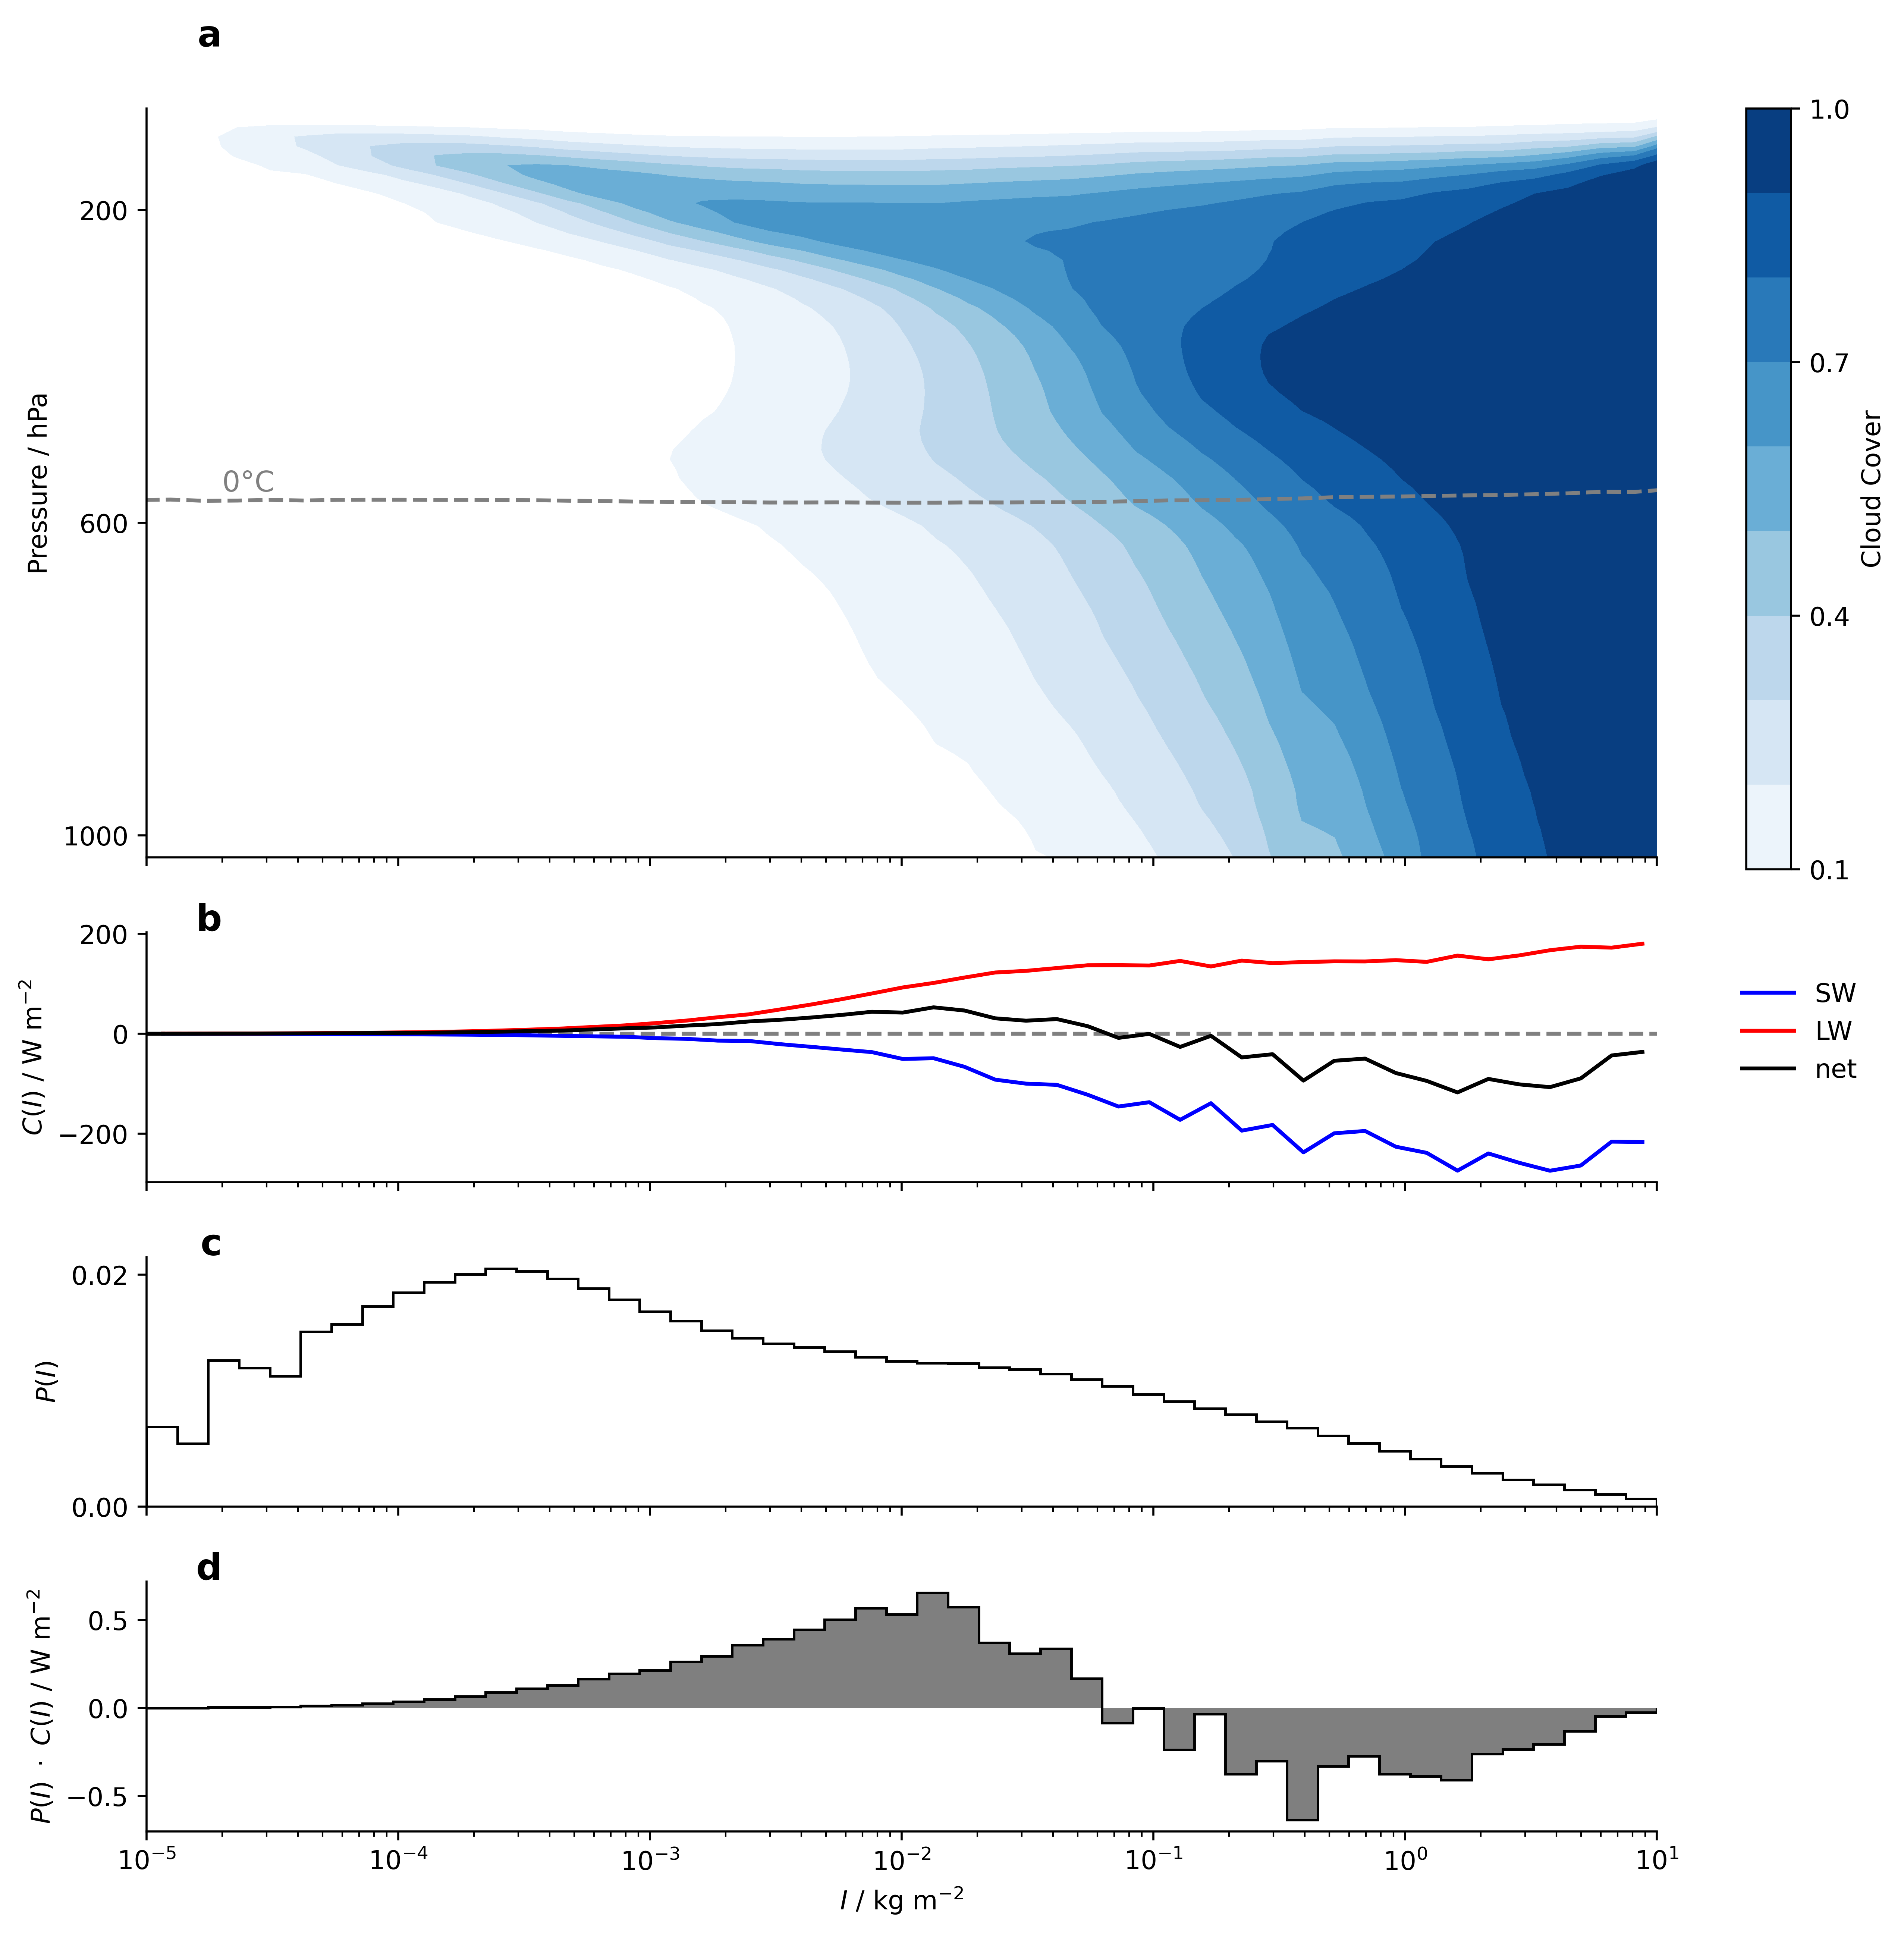 a
200
600
1000
Pressure / hPa
0°C
1.0
0.7
0.4
0.1
Cloud Cover
b
200
0
−200
C(I) / W m⁻²
SW
LW
net
c
0.02
0.00
P(I)
d
0.5
0.0
−0.5
P(I) · C(I) / W m⁻²
10⁻⁵ 10⁻⁴ 10⁻³ 10⁻² 10⁻¹ 10⁰ 10¹
I / kg m⁻²